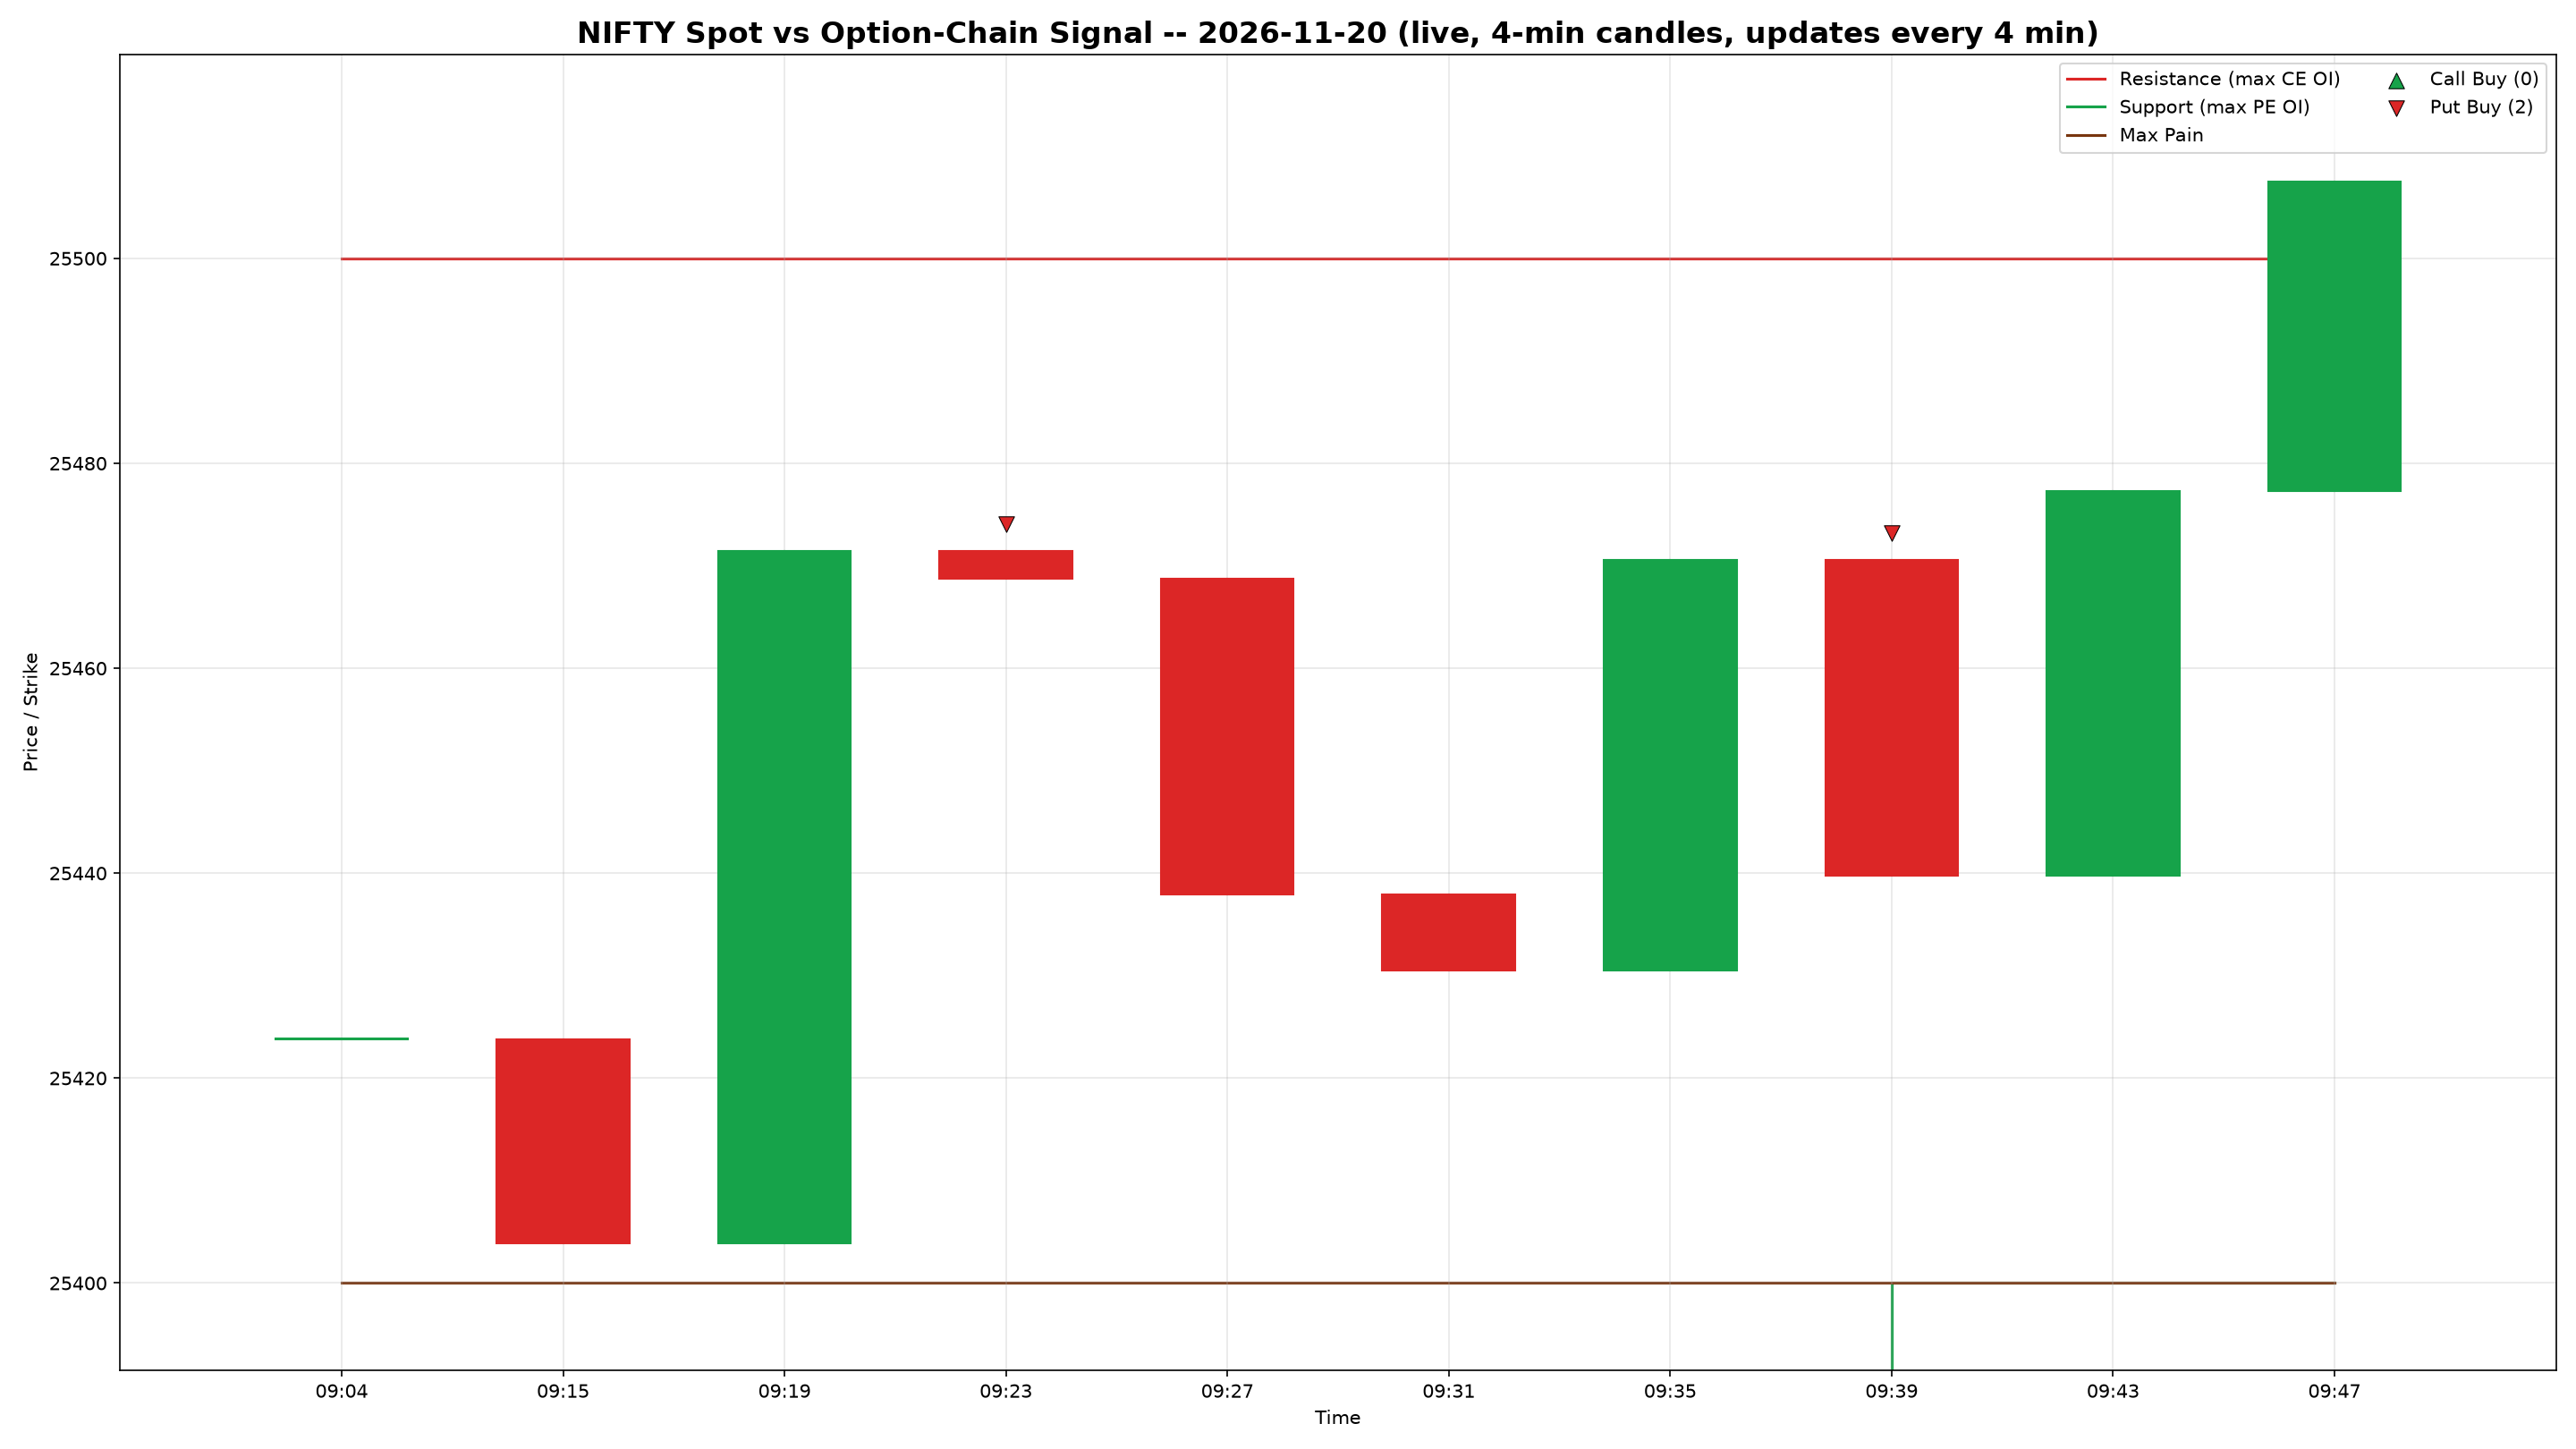 NIFTY Spot vs Option-Chain Signal -- 2026-11-20 (live, 4-min candles, updates every 4 min)
Resistance (max CE OI)
Support (max PE OI)
Max Pain
Call Buy (0)
Put Buy (2)
Price / Strike
25500
25480
25460
25440
25420
25400
09:04 09:15 09:19 09:23 09:27 09:31 09:35 09:39 09:43 09:47
Time